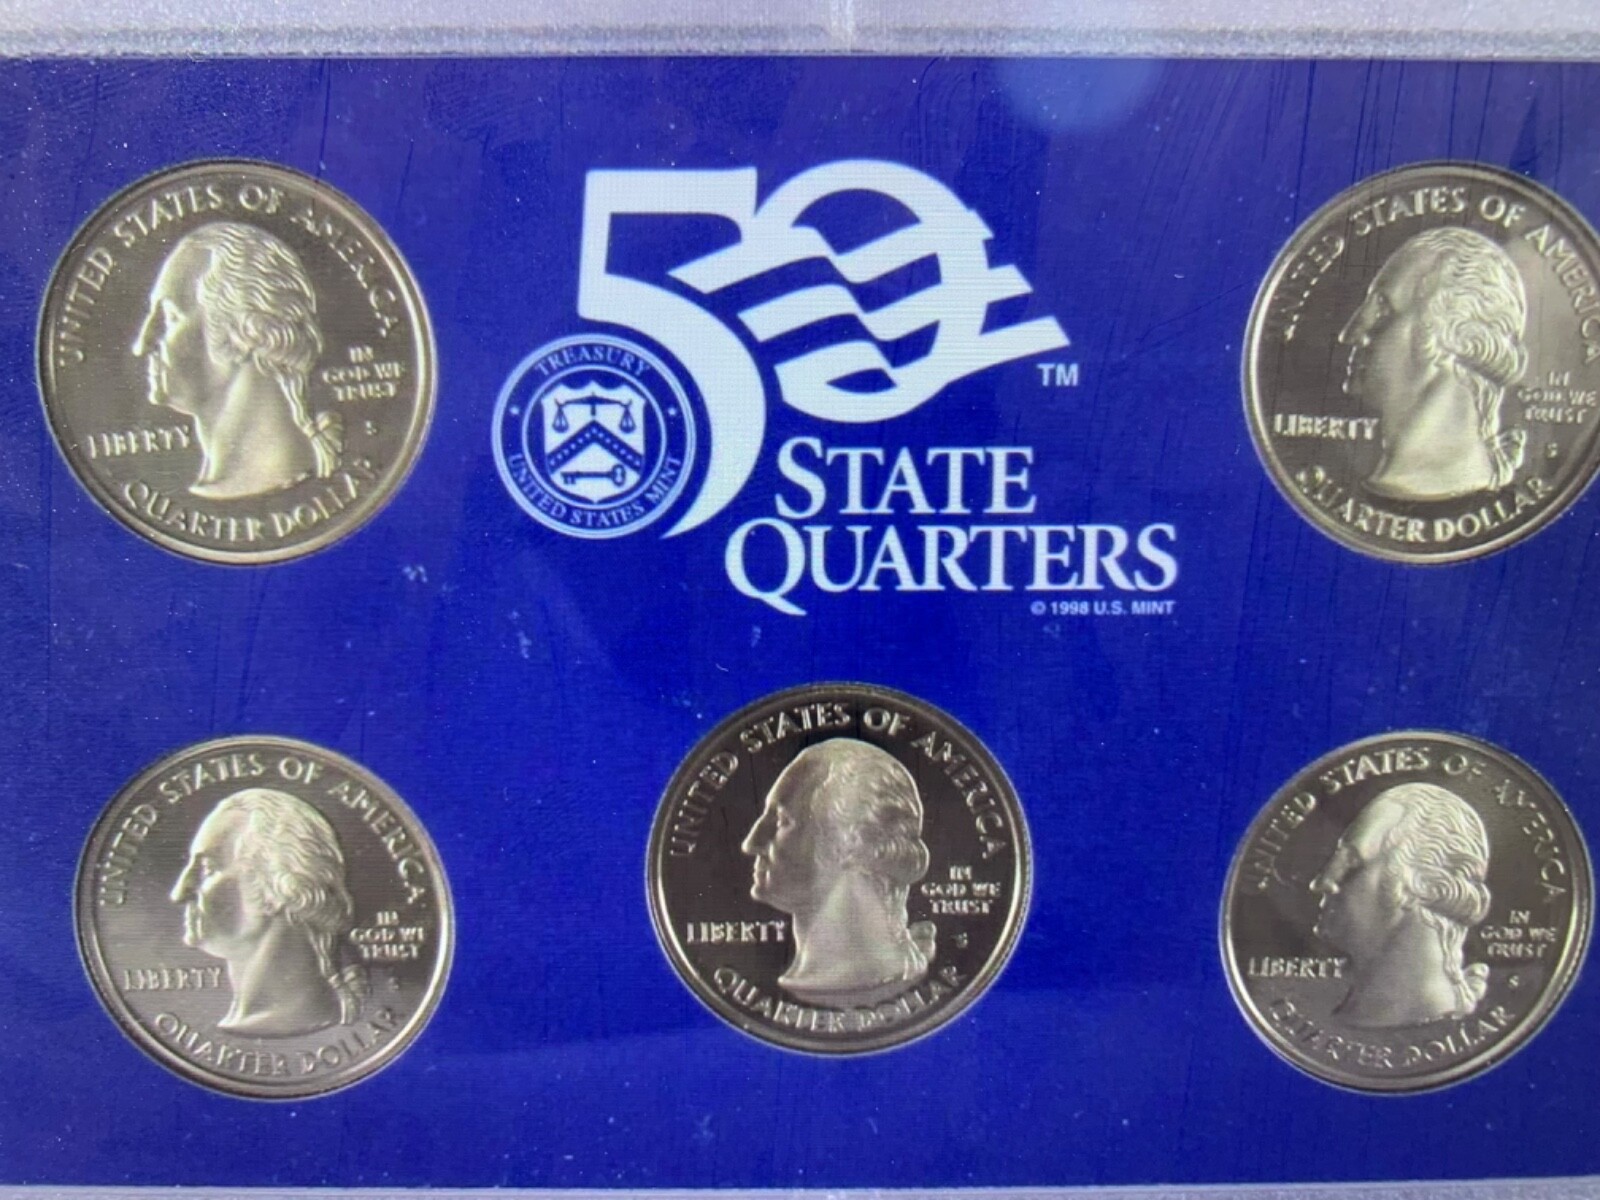 UNITED STATES OF AMERICA
IN
GOD WE
TRUST
LIBERTY
S
QUARTER DOLLAR
50
TM
TREASURY
UNITED STATES MINT
STATE
QUARTERS
© 1998 U.S. MINT
UNITED STATES OF AMERICA
IN
GOD WE
TRUST
LIBERTY
S
QUARTER DOLLAR
UNITED STATES OF AMERICA
IN
GOD WE
TRUST
LIBERTY
S
QUARTER DOLLAR
UNITED STATES OF AMERICA
IN
GOD WE
TRUST
LIBERTY
S
QUARTER DOLLAR
UNITED STATES OF AMERICA
IN
GOD WE
TRUST
LIBERTY
S
QUARTER DOLLAR